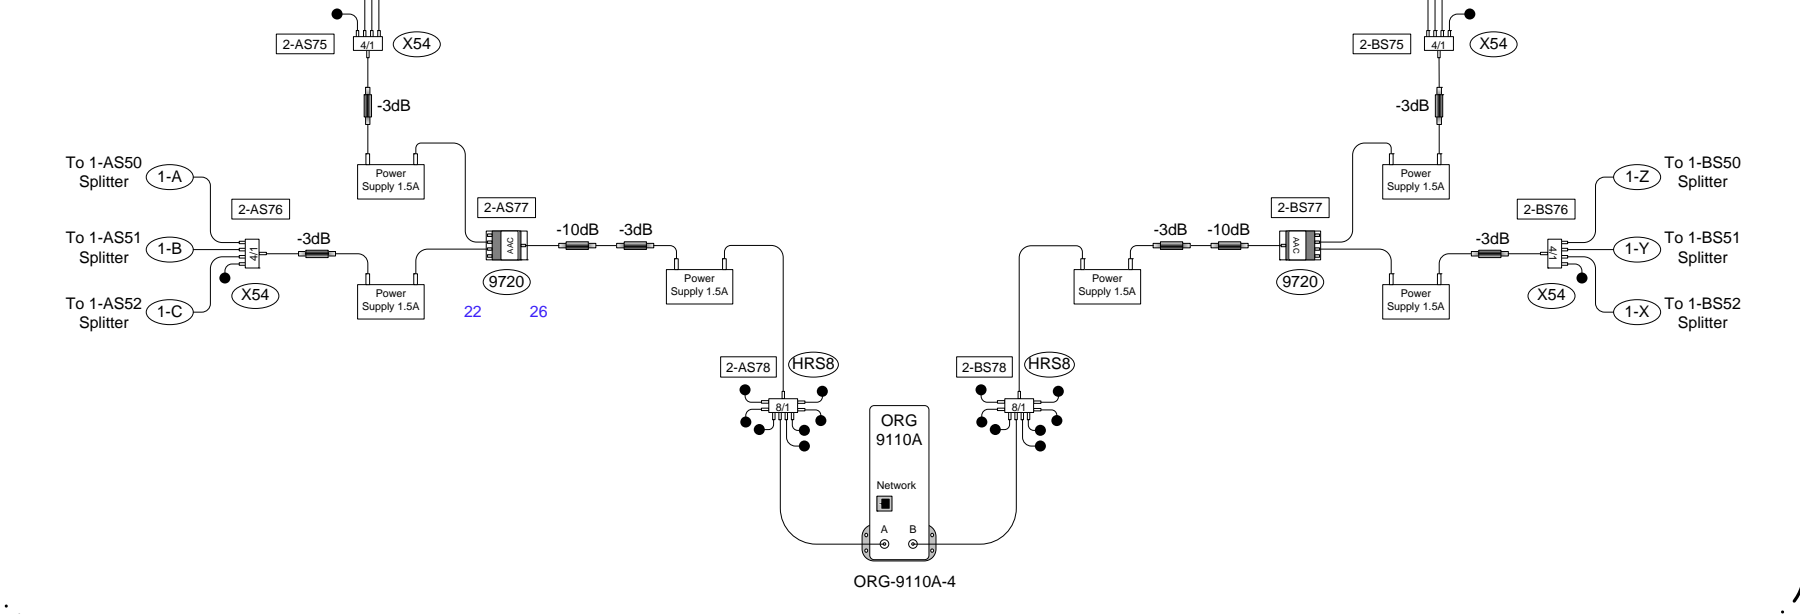 2-AS75
4/1
X54
-3dB
To 1-AS50
Splitter
1-A
Power
Supply 1.5A
2-AS76
2-AS77
To 1-AS51
Splitter
1-B
4/1
-3dB
AAC
-10dB
-3dB
X54
9720
Power
Supply 1.5A
Power
Supply 1.5A
To 1-AS52
Splitter
1-C
22
26
2-AS78
HRS8
8/1
2-BS75
4/1
X54
-3dB
Power
Supply 1.5A
1-Z
To 1-BS50
Splitter
2-BS77
2-BS76
-3dB
-10dB
AAC
-3dB
4/1
1-Y
To 1-BS51
Splitter
Power
Supply 1.5A
9720
Power
Supply 1.5A
X54
1-X
To 1-BS52
Splitter
2-BS78
HRS8
8/1
ORG
9110A
Network
A
B
ORG-9110A-4